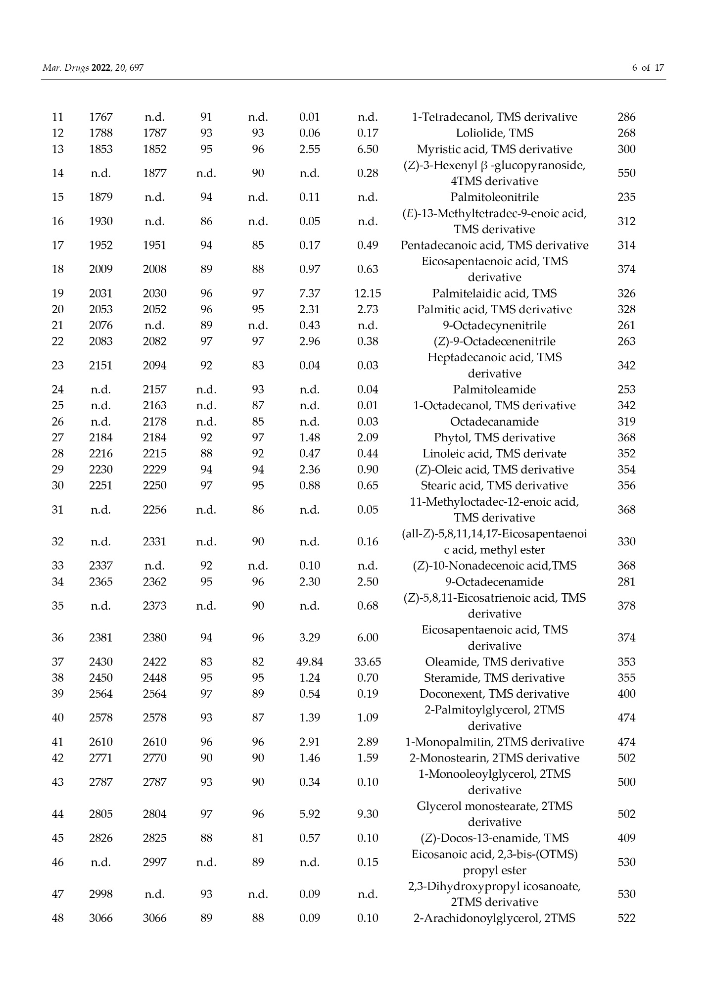 Mar. Drugs 2022, 20, 697 6 of 17
11 1767 n.d. 91 n.d. 0.01 n.d. 1-Tetradecanol, TMS derivative 286
12 1788 1787 93 93 0.06 0.17 Loliolide, TMS 268
13 1853 1852 95 96 2.55 6.50 Myristic acid, TMS derivative 300
14 n.d. 1877 n.d. 90 n.d. 0.28 (Z)-3-Hexenyl β -glucopyranoside,
4TMS derivative 550
15 1879 n.d. 94 n.d. 0.11 n.d. Palmitoleonitrile 235
16 1930 n.d. 86 n.d. 0.05 n.d. (E)-13-Methyltetradec-9-enoic acid,
TMS derivative 312
17 1952 1951 94 85 0.17 0.49 Pentadecanoic acid, TMS derivative 314
18 2009 2008 89 88 0.97 0.63 Eicosapentaenoic acid, TMS
derivative 374
19 2031 2030 96 97 7.37 12.15 Palmitelaidic acid, TMS 326
20 2053 2052 96 95 2.31 2.73 Palmitic acid, TMS derivative 328
21 2076 n.d. 89 n.d. 0.43 n.d. 9-Octadecynenitrile 261
22 2083 2082 97 97 2.96 0.38 (Z)-9-Octadecenenitrile 263
23 2151 2094 92 83 0.04 0.03 Heptadecanoic acid, TMS
derivative 342
24 n.d. 2157 n.d. 93 n.d. 0.04 Palmitoleamide 253
25 n.d. 2163 n.d. 87 n.d. 0.01 1-Octadecanol, TMS derivative 342
26 n.d. 2178 n.d. 85 n.d. 0.03 Octadecanamide 319
27 2184 2184 92 97 1.48 2.09 Phytol, TMS derivative 368
28 2216 2215 88 92 0.47 0.44 Linoleic acid, TMS derivate 352
29 2230 2229 94 94 2.36 0.90 (Z)-Oleic acid, TMS derivative 354
30 2251 2250 97 95 0.88 0.65 Stearic acid, TMS derivative 356
31 n.d. 2256 n.d. 86 n.d. 0.05 11-Methyloctadec-12-enoic acid,
TMS derivative 368
32 n.d. 2331 n.d. 90 n.d. 0.16 (all-Z)-5,8,11,14,17-Eicosapentaenoi
c acid, methyl ester 330
33 2337 n.d. 92 n.d. 0.10 n.d. (Z)-10-Nonadecenoic acid,TMS 368
34 2365 2362 95 96 2.30 2.50 9-Octadecenamide 281
35 n.d. 2373 n.d. 90 n.d. 0.68 (Z)-5,8,11-Eicosatrienoic acid, TMS
derivative 378
36 2381 2380 94 96 3.29 6.00 Eicosapentaenoic acid, TMS
derivative 374
37 2430 2422 83 82 49.84 33.65 Oleamide, TMS derivative 353
38 2450 2448 95 95 1.24 0.70 Steramide, TMS derivative 355
39 2564 2564 97 89 0.54 0.19 Doconexent, TMS derivative 400
40 2578 2578 93 87 1.39 1.09 2-Palmitoylglycerol, 2TMS
derivative 474
41 2610 2610 96 96 2.91 2.89 1-Monopalmitin, 2TMS derivative 474
42 2771 2770 90 90 1.46 1.59 2-Monostearin, 2TMS derivative 502
43 2787 2787 93 90 0.34 0.10 1-Monooleoylglycerol, 2TMS
derivative 500
44 2805 2804 97 96 5.92 9.30 Glycerol monostearate, 2TMS
derivative 502
45 2826 2825 88 81 0.57 0.10 (Z)-Docos-13-enamide, TMS 409
46 n.d. 2997 n.d. 89 n.d. 0.15 Eicosanoic acid, 2,3-bis-(OTMS)
propyl ester 530
47 2998 n.d. 93 n.d. 0.09 n.d. 2,3-Dihydroxypropyl icosanoate,
2TMS derivative 530
48 3066 3066 89 88 0.09 0.10 2-Arachidonoylglycerol, 2TMS 522